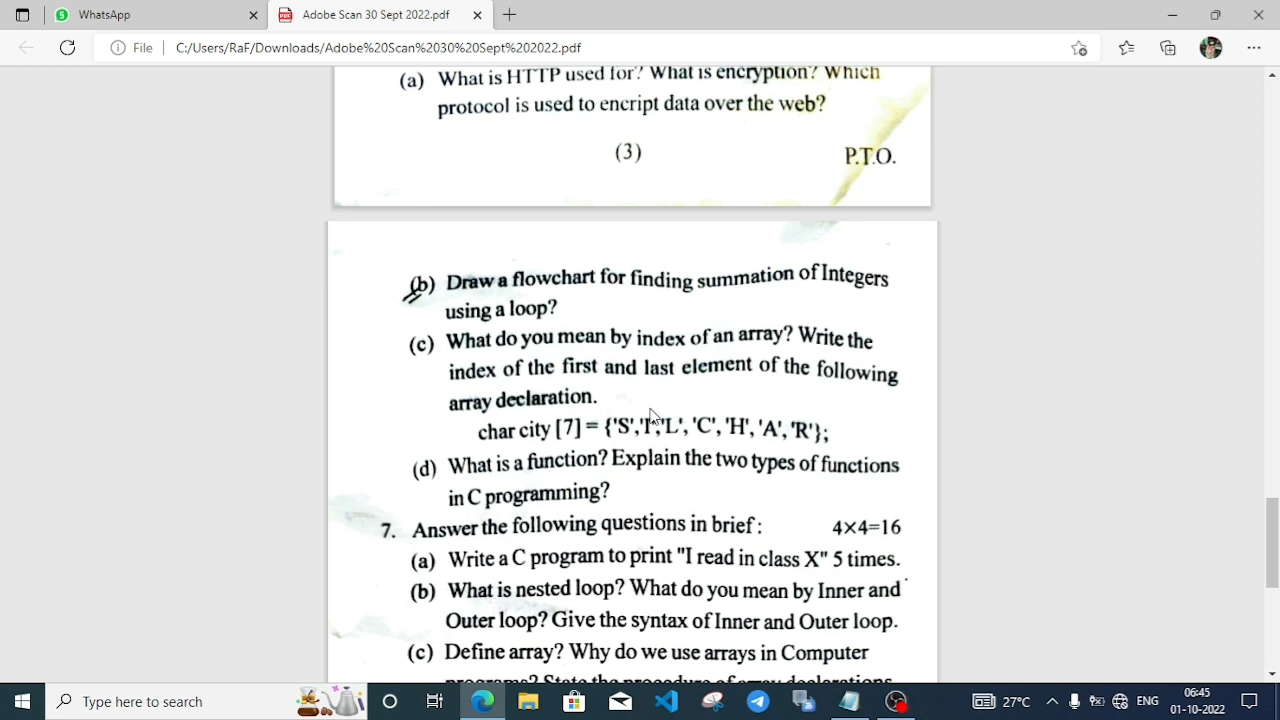 WhatsApp
Adobe Scan 30 Sept 2022.pdf
File
C:/Users/RaF/Downloads/Adobe%20Scan%2030%20Sept%202022.pdf
(a) What is HTTP used for? What is encryption? Which
protocol is used to encript data over the web?
(3)
P.T.O.
(b) Draw a flowchart for finding summation of Integers
using a loop?
(c) What do you mean by index of an array? Write the
index of the first and last element of the following
array declaration.
char city [7] = {'S','I','L', 'C', 'H', 'A', 'R'};
(d) What is a function? Explain the two types of functions
in C programming?
7. Answer the following questions in brief : 4×4=16
(a) Write a C program to print "I read in class X" 5 times.
(b) What is nested loop? What do you mean by Inner and
Outer loop? Give the syntax of Inner and Outer loop.
(c) Define array? Why do we use arrays in Computer
programs? State the procedure of array declarations
Type here to search
27°C
ENG
06:45
01-10-2022